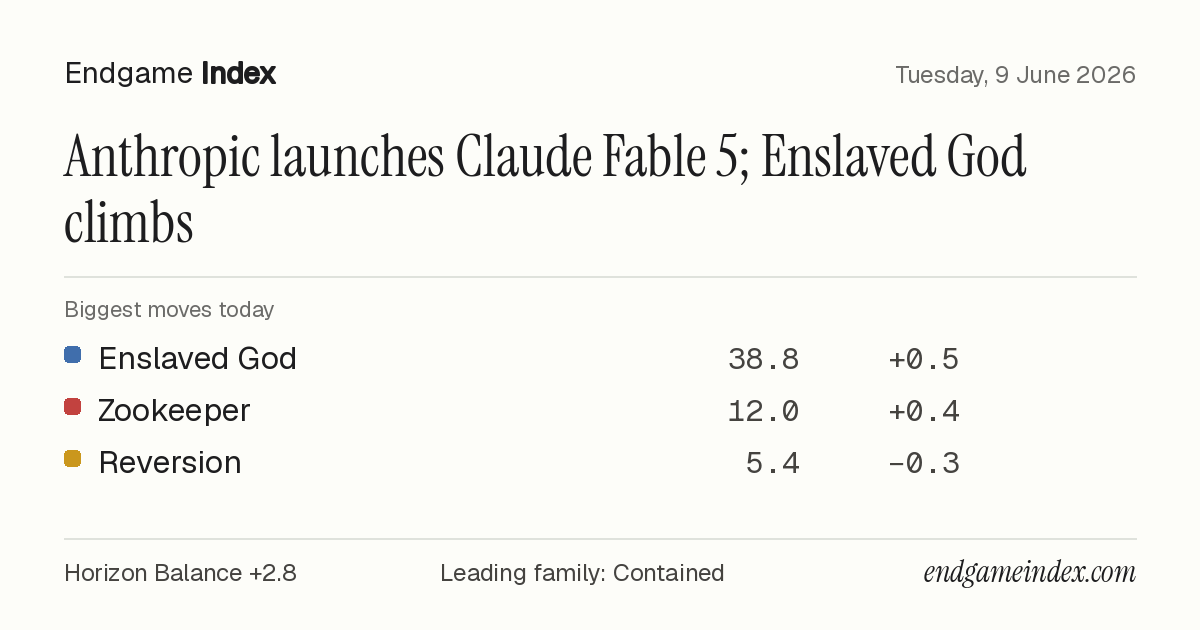 Endgame Index
Tuesday, 9 June 2026
Anthropic launches Claude Fable 5; Enslaved God
climbs
Biggest moves today
Enslaved God 38.8 +0.5
Zookeeper 12.0 +0.4
Reversion 5.4 −0.3
Horizon Balance +2.8
Leading family: Contained
endgameindex.com